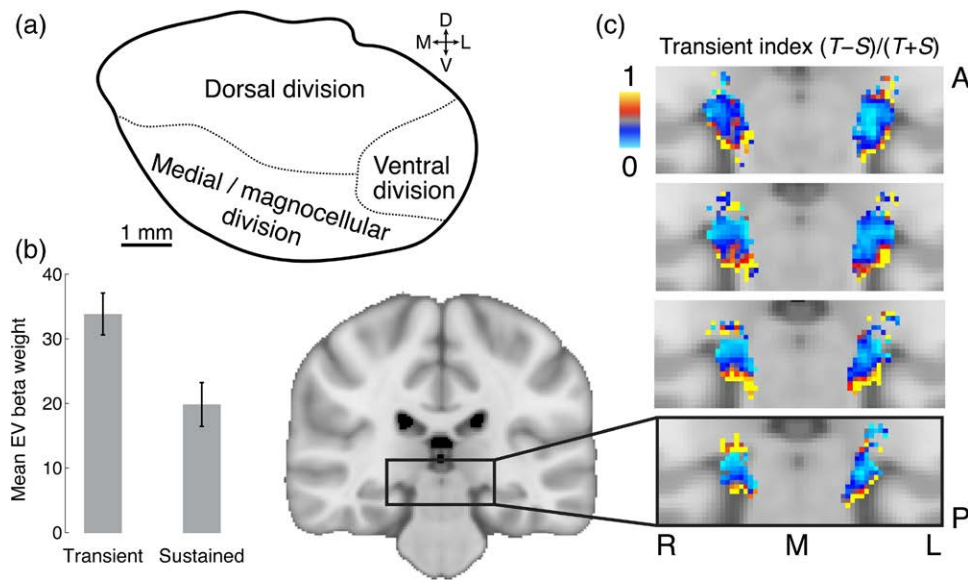 (a)
D
M L
V
Dorsal division
Ventral
division
Medial / magnocellular
division
1 mm
(b)
40
30
20
10
0
Mean EV beta weight
Transient
Sustained
(c)
Transient index (T−S)/(T+S)
1
0
A
P
R
M
L